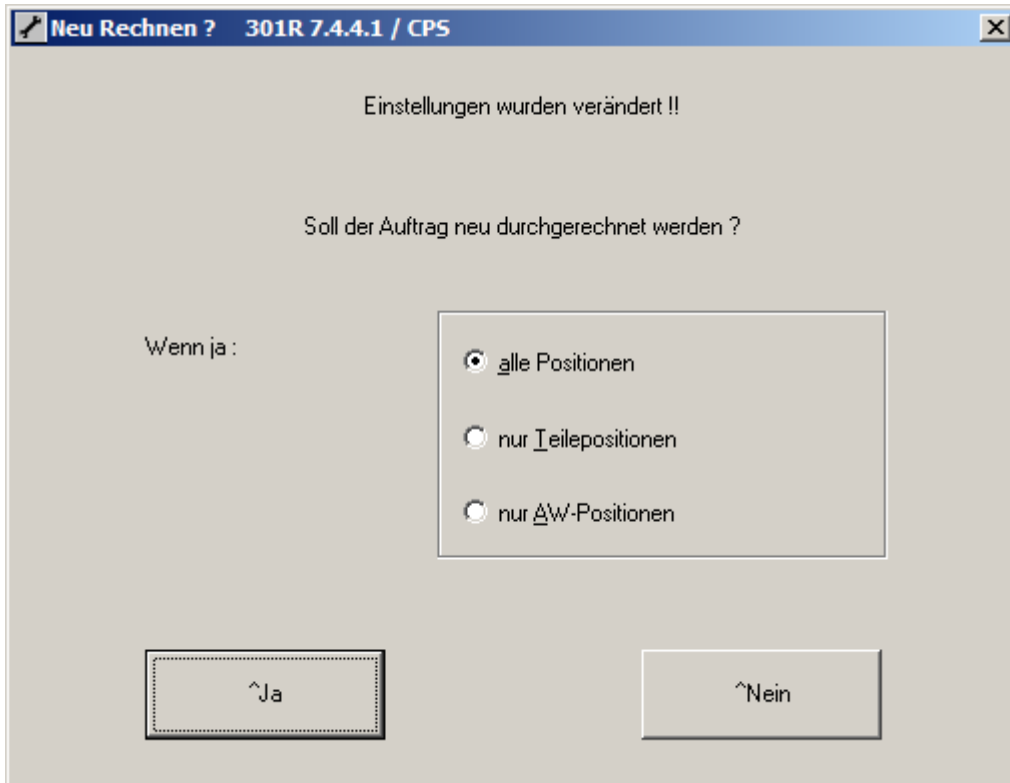 Neu Rechnen ? 301R 7.4.4.1 / CPS
Einstellungen wurden verändert !!
Soll der Auftrag neu durchgerechnet werden ?
Wenn ja :
alle Positionen
nur Teilepositionen
nur AW-Positionen
^Ja
^Nein